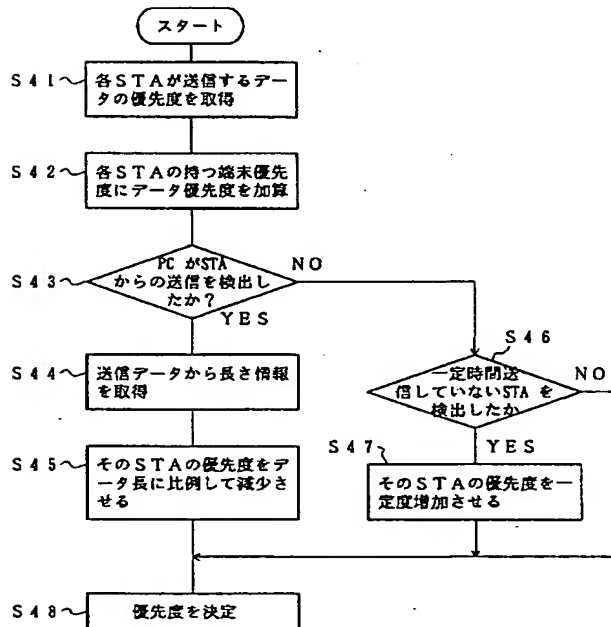 スタート
S41
各STAが送信するデー
タの優先度を取得
S42
各STAの持つ端末優先
度にデータ優先度を加算
S43
PCがSTA
からの送信を検出し
たか?
NO
YES
S44
送信データから長さ情報
を取得
S45
そのSTAの優先度をデ
ータ長に比例して減少さ
せる
S46
一定時間送
信していないSTAを
検出したか
NO
YES
S47
そのSTAの優先度を一
定度増加させる
S48
優先度を決定